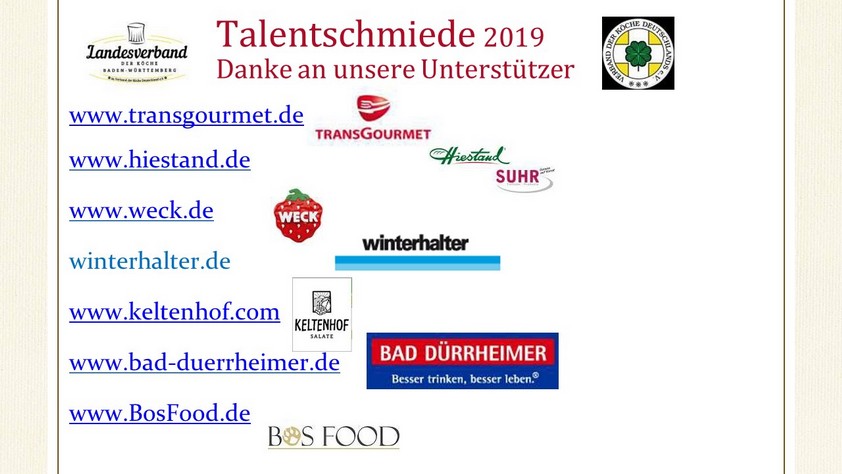 Landesverband
DER KÖCHE
BADEN-WÜRTTEMBERG
Talentschmiede 2019
Danke an unsere Unterstützer
VERBAND DER KÖCHE DEUTSCHLANDS e.V.
www.transgourmet.de
TRANSGOURMET
www.hiestand.de
Hiestand
SUHR
www.weck.de
WECK
winterhalter.de
winterhalter
www.keltenhof.com
KELTENHOF
SALATE
www.bad-duerrheimer.de
BAD DÜRRHEIMER
Besser trinken, besser leben.®
www.BosFood.de
BOS FOOD